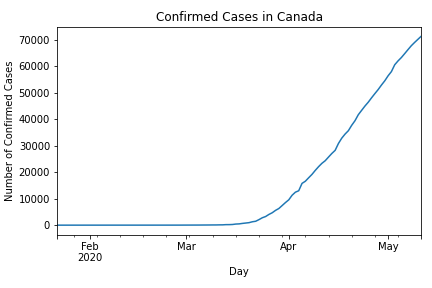 Confirmed Cases in Canada
Number of Confirmed Cases
70000
60000
50000
40000
30000
20000
10000
0
Feb
2020
Mar
Apr
May
Day